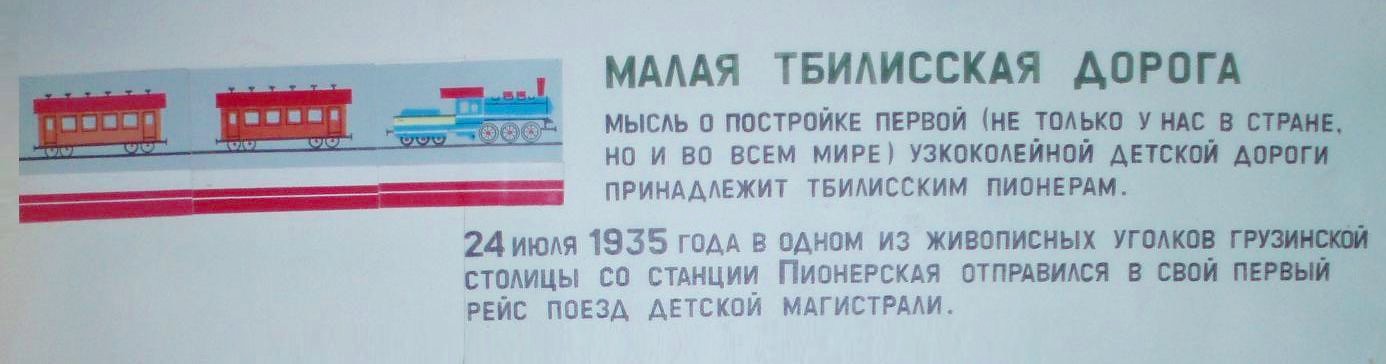 МАЛАЯ ТБИЛИССКАЯ ДОРОГА
МЫСЛЬ О ПОСТРОЙКЕ ПЕРВОЙ (НЕ ТОЛЬКО У НАС В СТРАНЕ,
НО И ВО ВСЕМ МИРЕ) УЗКОКОЛЕЙНОЙ ДЕТСКОЙ ДОРОГИ
ПРИНАДЛЕЖИТ ТБИЛИССКИМ ПИОНЕРАМ.
24 ИЮЛЯ 1935 ГОДА В ОДНОМ ИЗ ЖИВОПИСНЫХ УГОЛКОВ ГРУЗИНСКОЙ
СТОЛИЦЫ СО СТАНЦИИ ПИОНЕРСКАЯ ОТПРАВИЛСЯ В СВОЙ ПЕРВЫЙ
РЕЙС ПОЕЗД ДЕТСКОЙ МАГИСТРАЛИ.